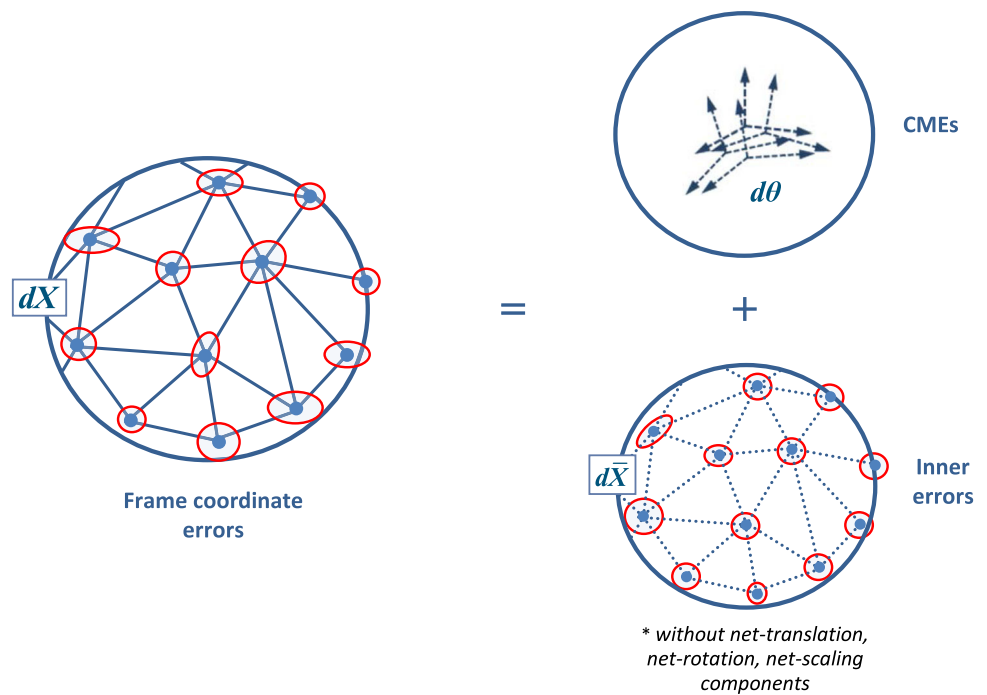 CMEs
dθ
dX
=
+
Frame coordinate
errors
dX̅
Inner
errors
* without net-translation,
net-rotation, net-scaling
components